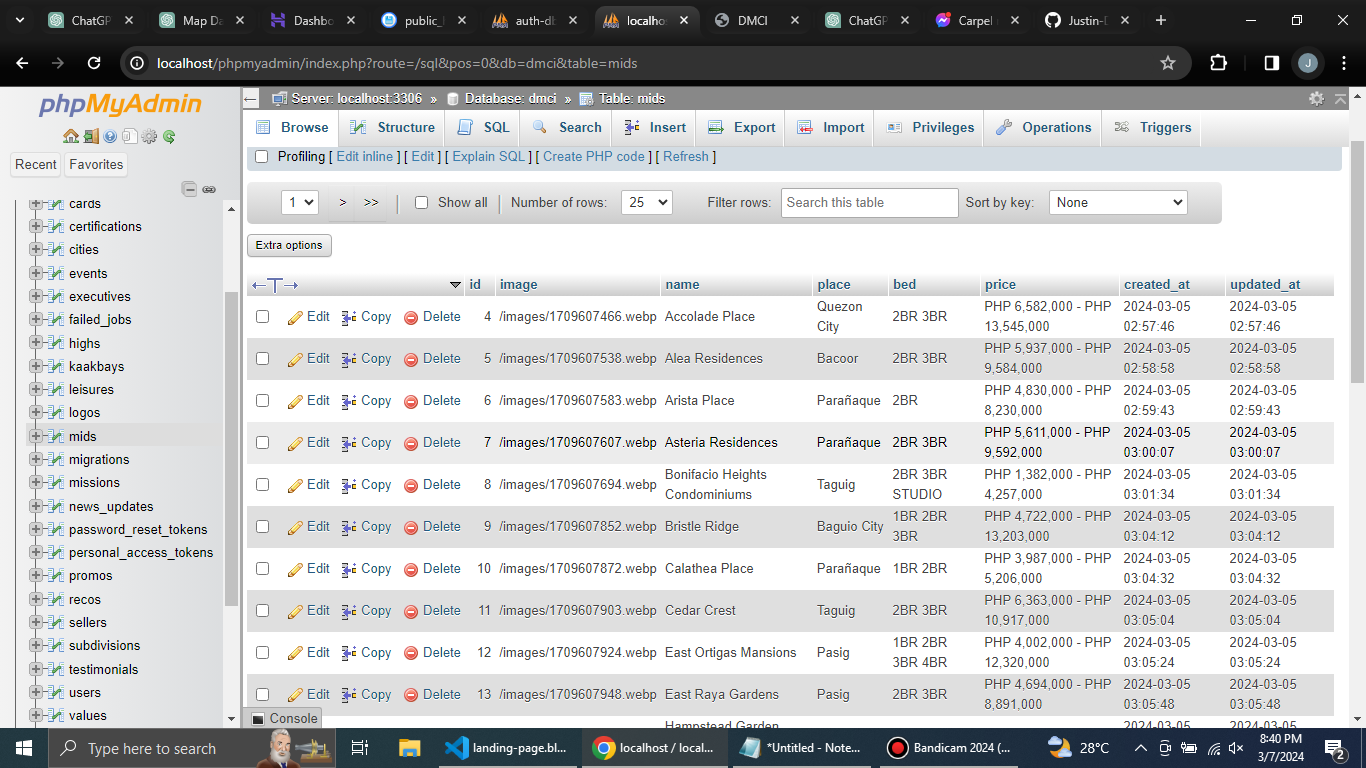 ChatGP
Map Da
Dashbo
public_l
auth-db
localho
DMCI
ChatGP
Carpel
Justin-D
localhost/phpmyadmin/index.php?route=/sql&pos=0&db=dmci&table=mids
J
phpMyAdmin
Recent
Favorites
cards
certifications
cities
events
executives
failed_jobs
highs
kaakbays
leisures
logos
mids
migrations
missions
news_updates
password_reset_tokens
personal_access_tokens
promos
recos
sellers
subdivisions
testimonials
users
values
Server: localhost:3306 » Database: dmci » Table: mids
Browse Structure SQL Search Insert Export Import Privileges Operations Triggers
Profiling [ Edit inline ] [ Edit ] [ Explain SQL ] [ Create PHP code ] [ Refresh ]
1 > >> Show all Number of rows: 25 Filter rows: Search this table Sort by key: None
Extra options
id image name place bed price created_at updated_at
Edit Copy Delete 4 /images/1709607466.webp Accolade Place Quezon City 2BR 3BR PHP 6,582,000 - PHP 13,545,000 2024-03-05 02:57:46 2024-03-05 02:57:46
Edit Copy Delete 5 /images/1709607538.webp Alea Residences Bacoor 2BR 3BR PHP 5,937,000 - PHP 9,584,000 2024-03-05 02:58:58 2024-03-05 02:58:58
Edit Copy Delete 6 /images/1709607583.webp Arista Place Parañaque 2BR PHP 4,830,000 - PHP 8,230,000 2024-03-05 02:59:43 2024-03-05 02:59:43
Edit Copy Delete 7 /images/1709607607.webp Asteria Residences Parañaque 2BR 3BR PHP 5,611,000 - PHP 9,592,000 2024-03-05 03:00:07 2024-03-05 03:00:07
Edit Copy Delete 8 /images/1709607694.webp Bonifacio Heights Condominiums Taguig 2BR 3BR STUDIO PHP 1,382,000 - PHP 4,257,000 2024-03-05 03:01:34 2024-03-05 03:01:34
Edit Copy Delete 9 /images/1709607852.webp Bristle Ridge Baguio City 1BR 2BR 3BR PHP 4,722,000 - PHP 13,203,000 2024-03-05 03:04:12 2024-03-05 03:04:12
Edit Copy Delete 10 /images/1709607872.webp Calathea Place Parañaque 1BR 2BR PHP 3,987,000 - PHP 5,206,000 2024-03-05 03:04:32 2024-03-05 03:04:32
Edit Copy Delete 11 /images/1709607903.webp Cedar Crest Taguig 2BR 3BR PHP 6,363,000 - PHP 10,917,000 2024-03-05 03:05:04 2024-03-05 03:05:04
Edit Copy Delete 12 /images/1709607924.webp East Ortigas Mansions Pasig 1BR 2BR 3BR 4BR PHP 4,002,000 - PHP 12,320,000 2024-03-05 03:05:24 2024-03-05 03:05:24
Edit Copy Delete 13 /images/1709607948.webp East Raya Gardens Pasig 2BR 3BR PHP 4,694,000 - PHP 8,891,000 2024-03-05 03:05:48 2024-03-05 03:05:48
Hampstead Garden 2024-03-05 2024-03-05
Console
Type here to search
landing-page.bl...
localhost / local...
*Untitled - Note...
Bandicam 2024 (...
28°C
8:40 PM
3/7/2024
2